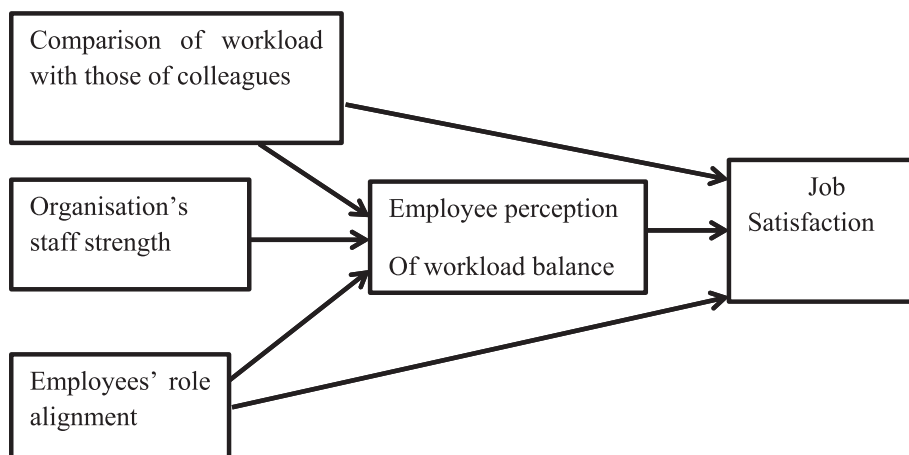 Comparison of workload
with those of colleagues
Organisation’s
staff strength
Employees’ role
alignment
Employee perception
Of workload balance
Job
Satisfaction